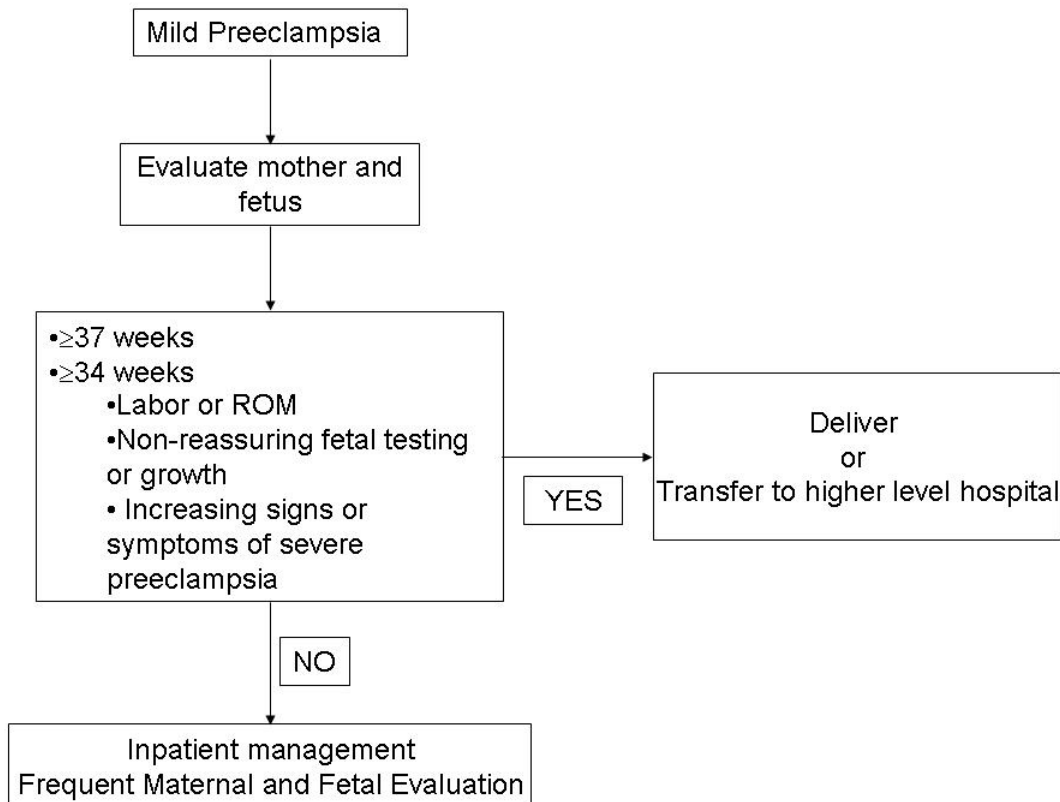 Mild Preeclampsia
Evaluate mother and
fetus
•≥37 weeks
•≥34 weeks
•Labor or ROM
•Non-reassuring fetal testing
or growth
• Increasing signs or
symptoms of severe
preeclampsia
YES
Deliver
or
Transfer to higher level hospital
NO
Inpatient management
Frequent Maternal and Fetal Evaluation